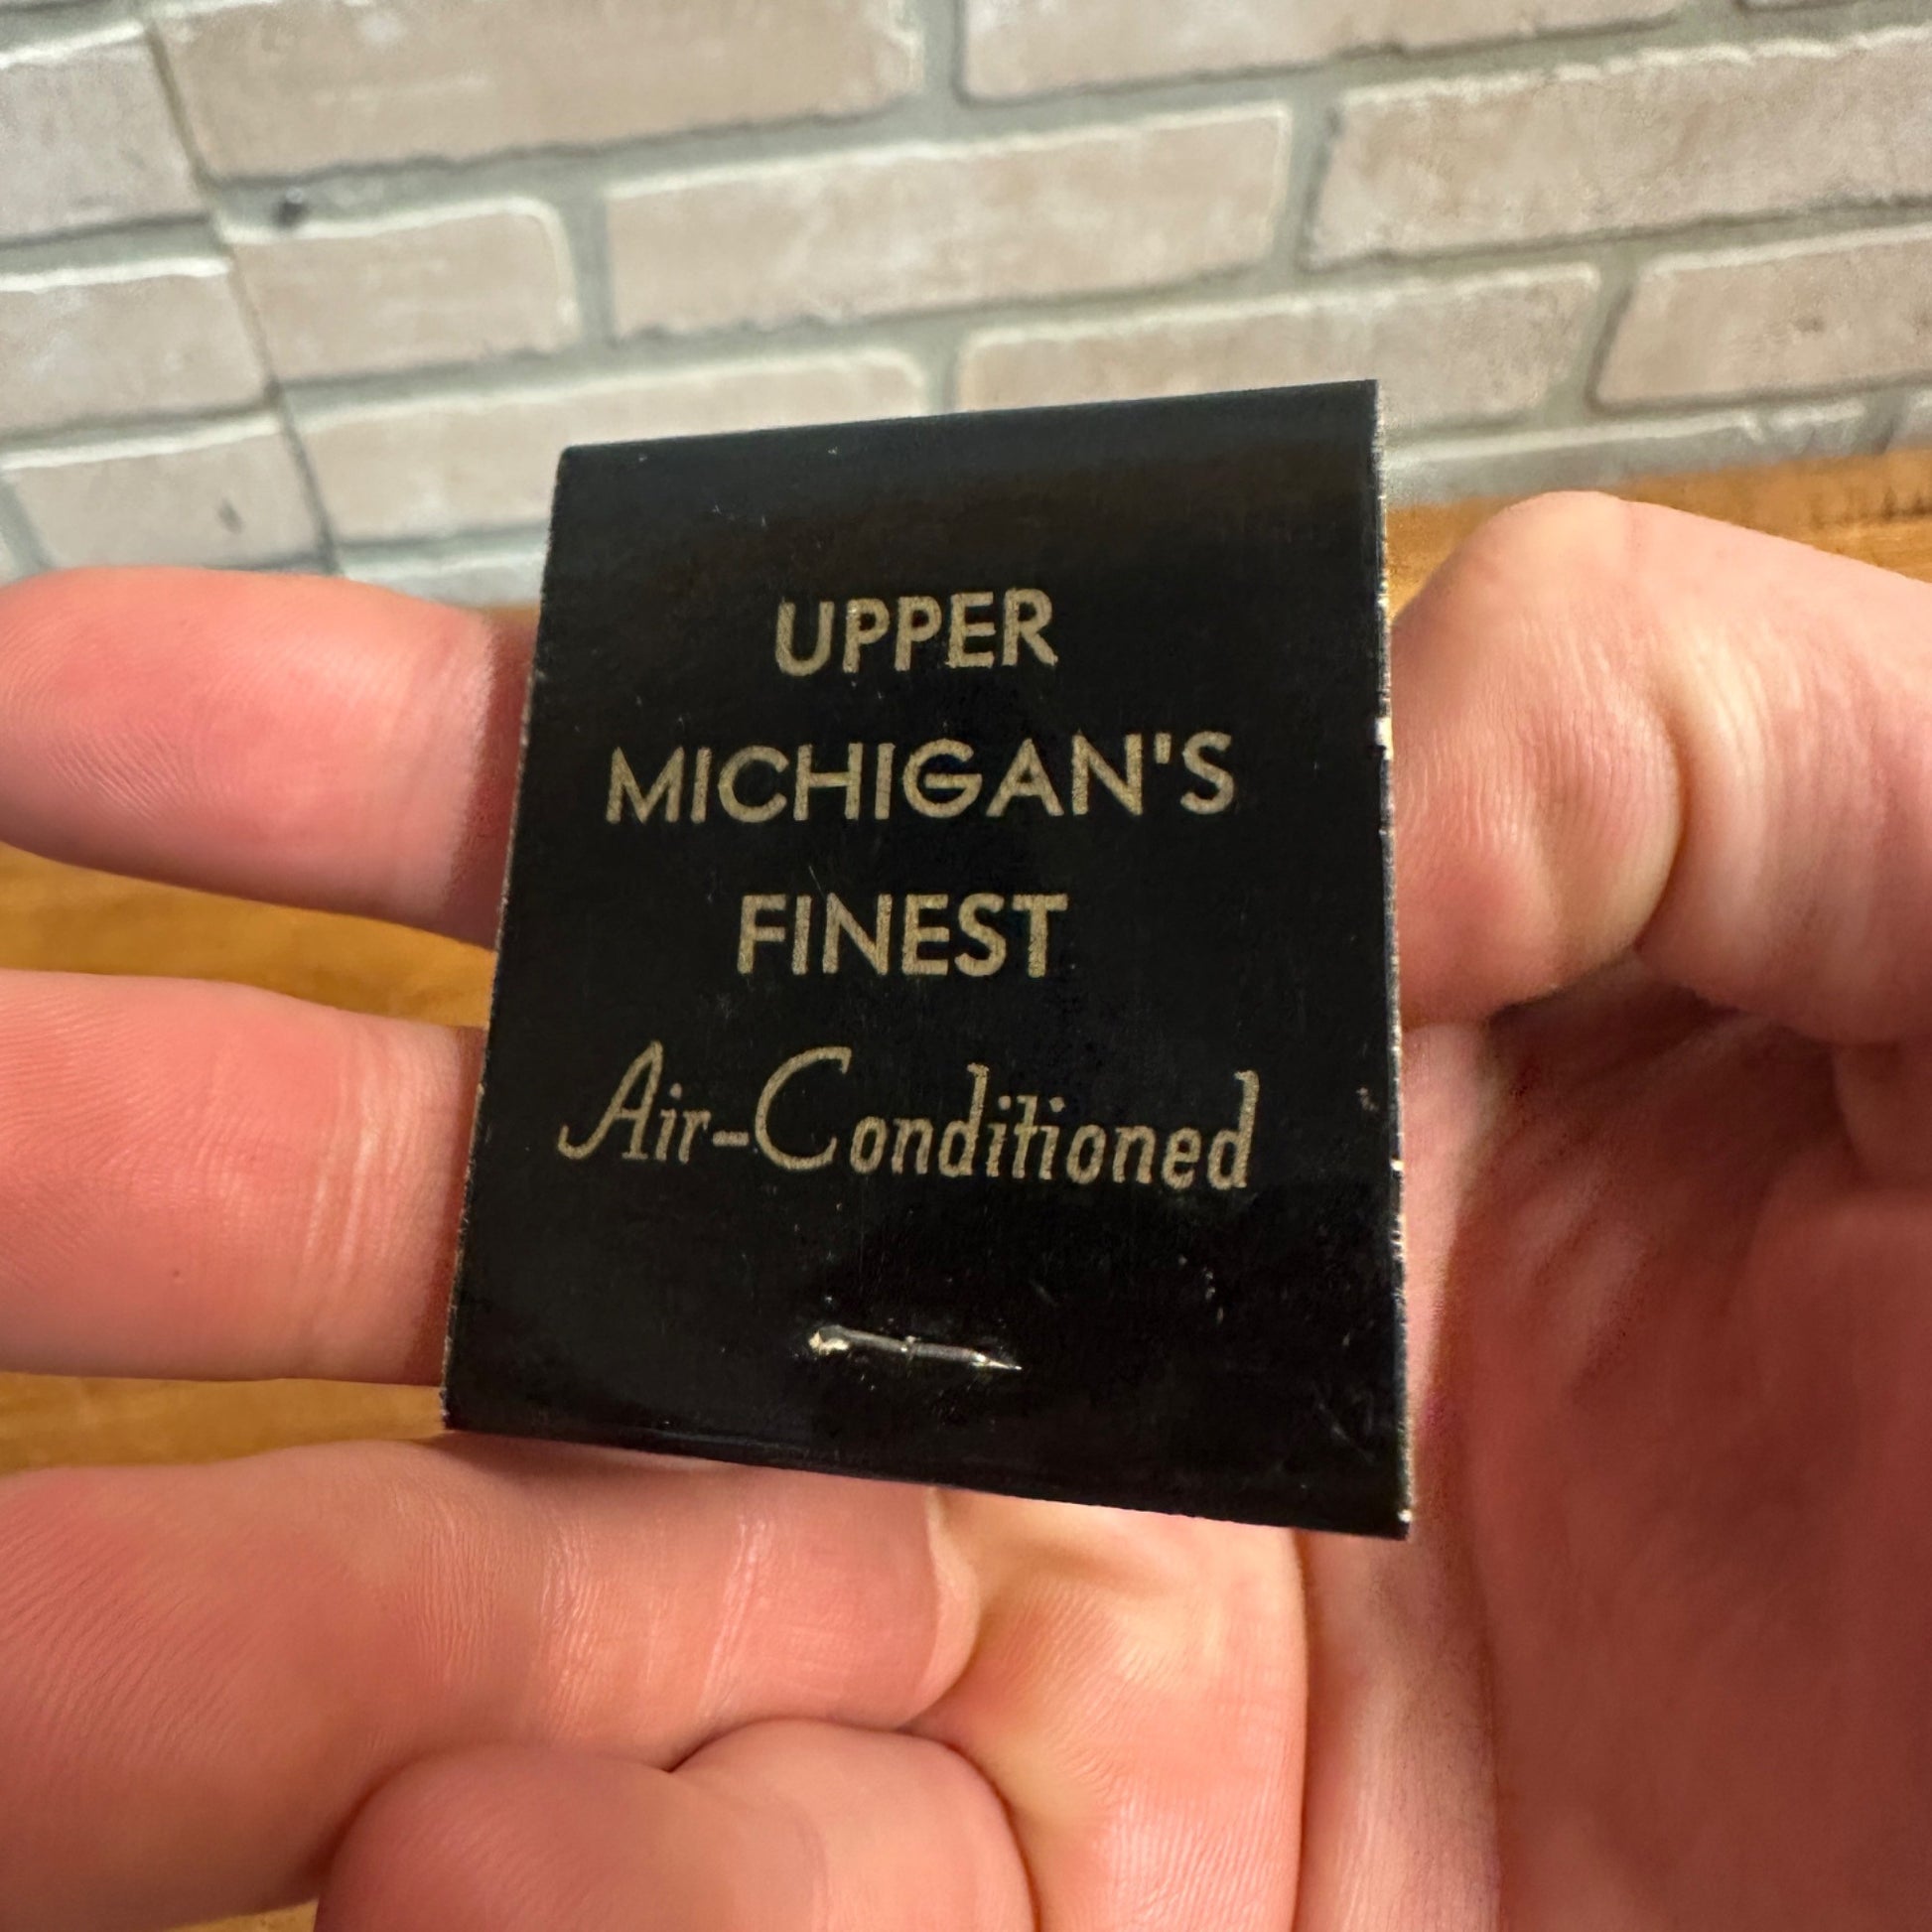 UPPER
MICHIGAN'S
FINEST
Air-Conditioned